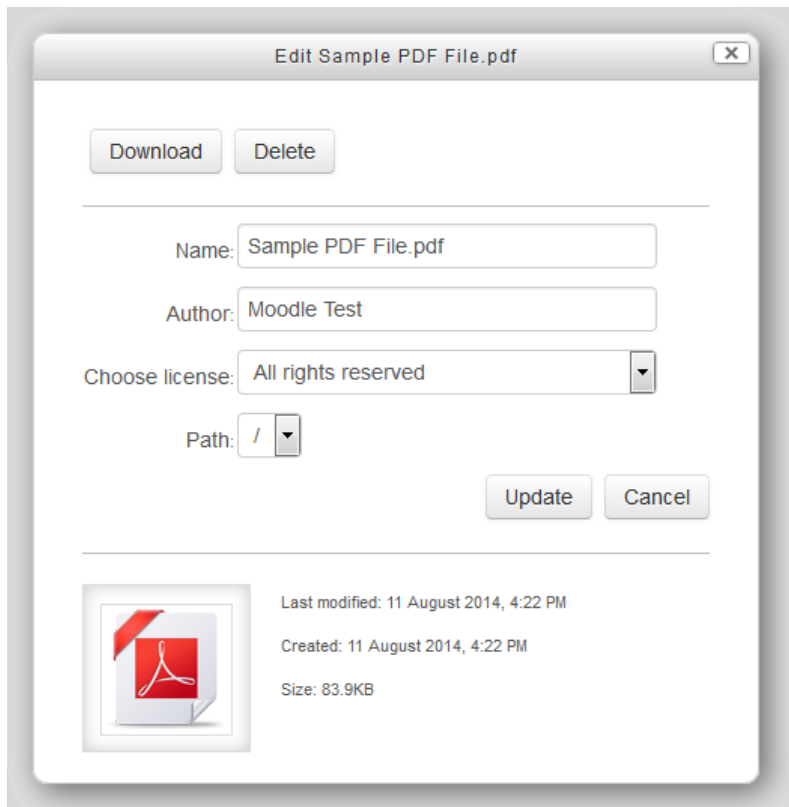 Edit Sample PDF File.pdf
Download Delete
Name: Sample PDF File.pdf
Author: Moodle Test
Choose license: All rights reserved
Path: /
Update Cancel
Last modified: 11 August 2014, 4:22 PM
Created: 11 August 2014, 4:22 PM
Size: 83.9KB